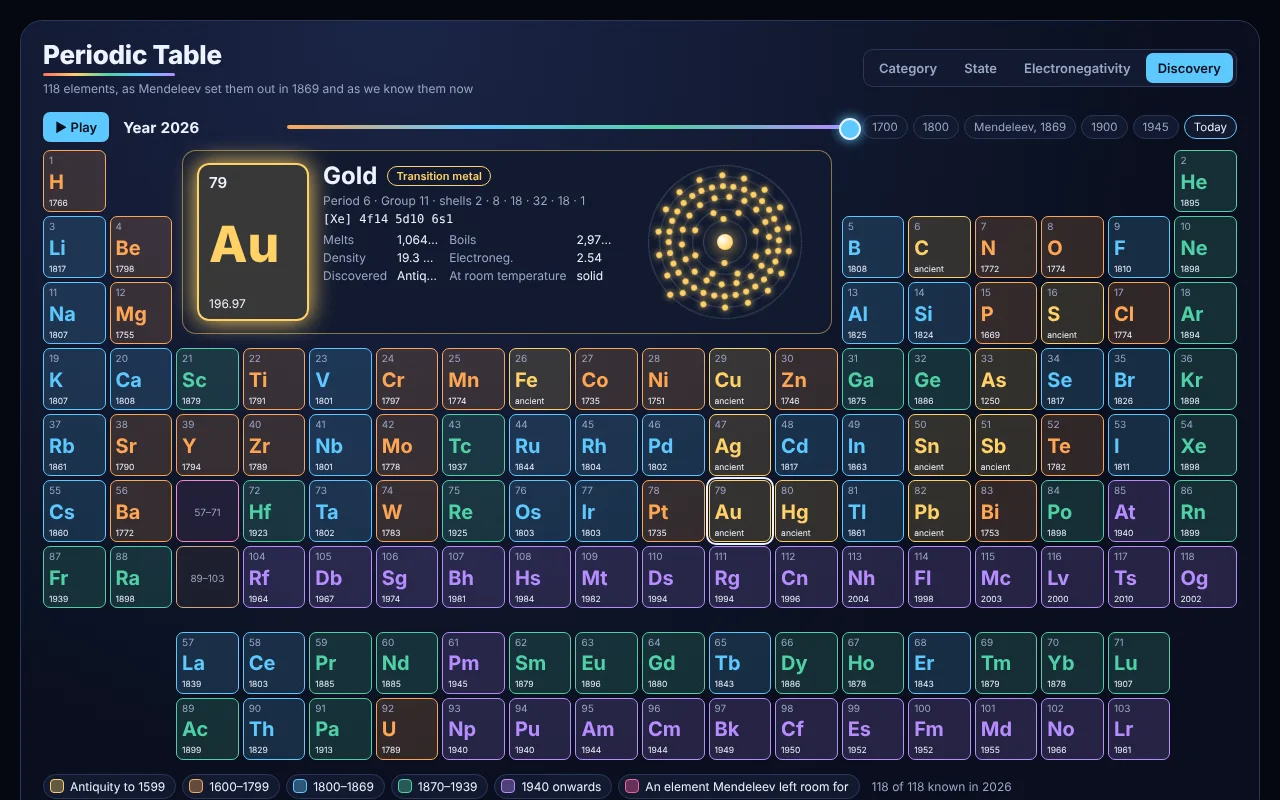 Periodic Table
118 elements, as Mendeleev set them out in 1869 and as we know them now
Category State Electronegativity Discovery
▶ Play Year 2026 1700 1800 Mendeleev, 1869 1900 1945 Today
1 H 1766
2 He 1895
79 Au 196.97
Gold Transition metal
Period 6 · Group 11 · shells 2 · 8 · 18 · 32 · 18 · 1
[Xe] 4f14 5d10 6s1
Melts 1,064… Boils 2,97…
Density 19.3 … Electroneg. 2.54
Discovered Antiq… At room temperature solid
3 Li 1817
4 Be 1798
5 B 1808
6 C ancient
7 N 1772
8 O 1774
9 F 1810
10 Ne 1898
11 Na 1807
12 Mg 1755
13 Al 1825
14 Si 1824
15 P 1669
16 S ancient
17 Cl 1774
18 Ar 1894
19 K 1807
20 Ca 1808
21 Sc 1879
22 Ti 1791
23 V 1801
24 Cr 1797
25 Mn 1774
26 Fe ancient
27 Co 1735
28 Ni 1751
29 Cu ancient
30 Zn 1746
31 Ga 1875
32 Ge 1886
33 As 1250
34 Se 1817
35 Br 1826
36 Kr 1898
37 Rb 1861
38 Sr 1790
39 Y 1794
40 Zr 1789
41 Nb 1801
42 Mo 1778
43 Tc 1937
44 Ru 1844
45 Rh 1804
46 Pd 1802
47 Ag ancient
48 Cd 1817
49 In 1863
50 Sn ancient
51 Sb ancient
52 Te 1782
53 I 1811
54 Xe 1898
55 Cs 1860
56 Ba 1772
57–71
72 Hf 1923
73 Ta 1802
74 W 1783
75 Re 1925
76 Os 1803
77 Ir 1803
78 Pt 1735
79 Au ancient
80 Hg ancient
81 Tl 1861
82 Pb ancient
83 Bi 1753
84 Po 1898
85 At 1940
86 Rn 1899
87 Fr 1939
88 Ra 1898
89–103
104 Rf 1964
105 Db 1967
106 Sg 1974
107 Bh 1981
108 Hs 1984
109 Mt 1982
110 Ds 1994
111 Rg 1994
112 Cn 1996
113 Nh 2004
114 Fl 1998
115 Mc 2003
116 Lv 2000
117 Ts 2010
118 Og 2002
57 La 1839
58 Ce 1803
59 Pr 1885
60 Nd 1885
61 Pm 1945
62 Sm 1879
63 Eu 1896
64 Gd 1880
65 Tb 1843
66 Dy 1886
67 Ho 1878
68 Er 1843
69 Tm 1879
70 Yb 1878
71 Lu 1907
89 Ac 1899
90 Th 1829
91 Pa 1913
92 U 1789
93 Np 1940
94 Pu 1940
95 Am 1944
96 Cm 1944
97 Bk 1949
98 Cf 1950
99 Es 1952
100 Fm 1952
101 Md 1955
102 No 1966
103 Lr 1961
Antiquity to 1599 1600–1799 1800–1869 1870–1939 1940 onwards An element Mendeleev left room for 118 of 118 known in 2026